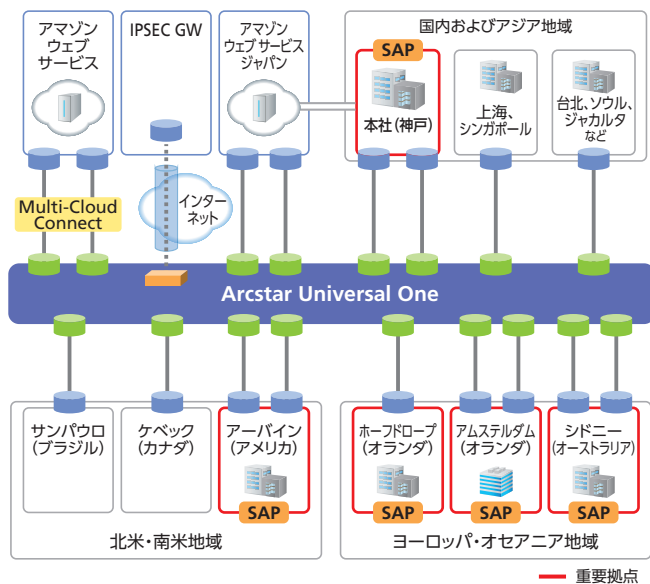 アマゾン
ウェブ
サービス
IPSEC GW
アマゾン
ウェブサービス
ジャパン
国内およびアジア地域
SAP
本社(神戸)
上海、
シンガポール
台北、ソウル、
ジャカルタ
など
Multi-Cloud
Connect
インター
ネット
Arcstar Universal One
サンパウロ
(ブラジル)
ケベック
(カナダ)
アーバイン
(アメリカ)
SAP
北米・南米地域
ホーフドロープ
(オランダ)
SAP
アムステルダム
(オランダ)
SAP
シドニー
(オーストラリア)
SAP
ヨーロッパ・オセアニア地域
重要拠点